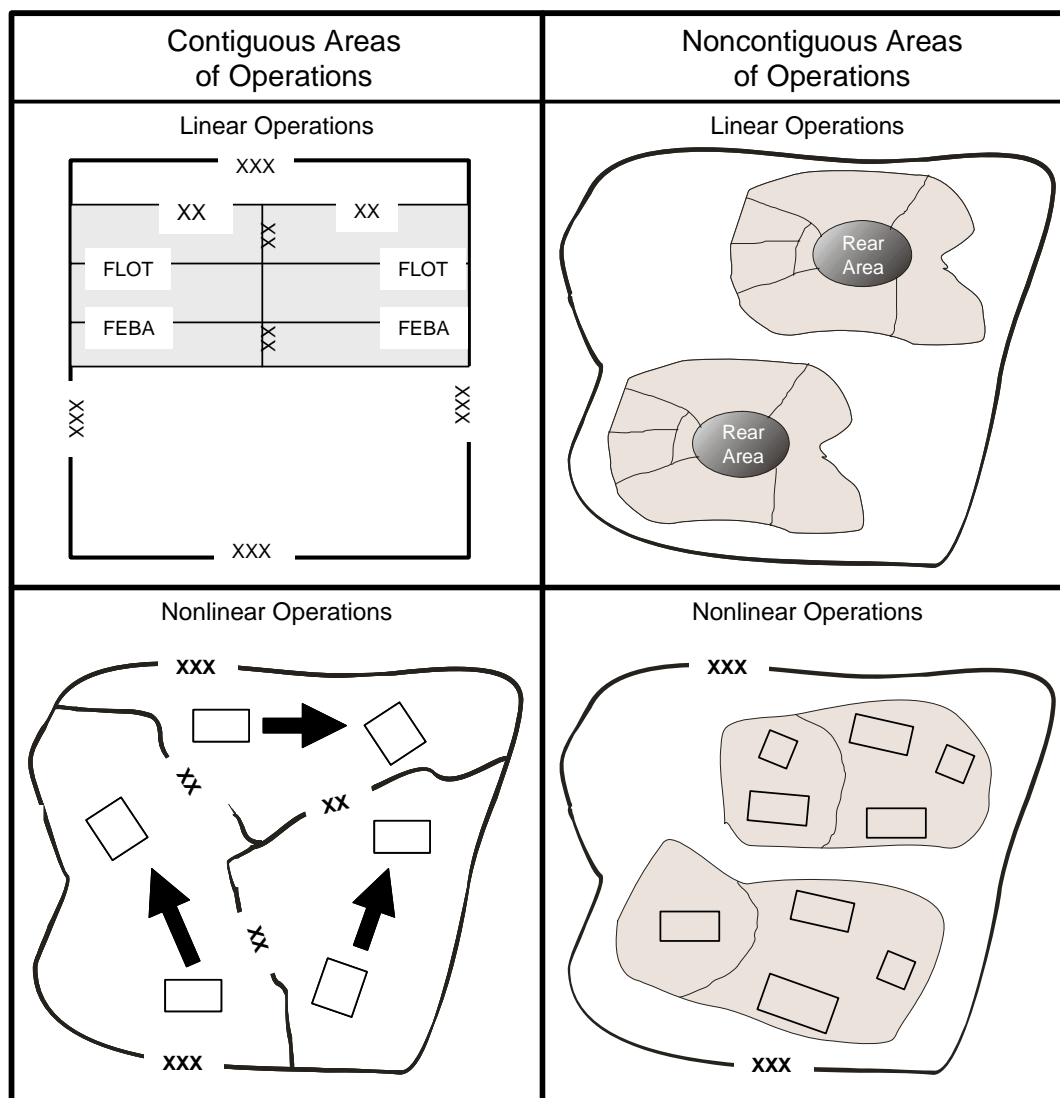 Contiguous Areas
of Operations
Noncontiguous Areas
of Operations
Linear Operations
XXX
XX
XX
XX
FLOT
FLOT
FEBA
FEBA
XX
XXX
XXX
XXX
Linear Operations
Rear
Area
Rear
Area
Nonlinear Operations
XXX
XX
XX
XX
XXX
Nonlinear Operations
XXX
XXX